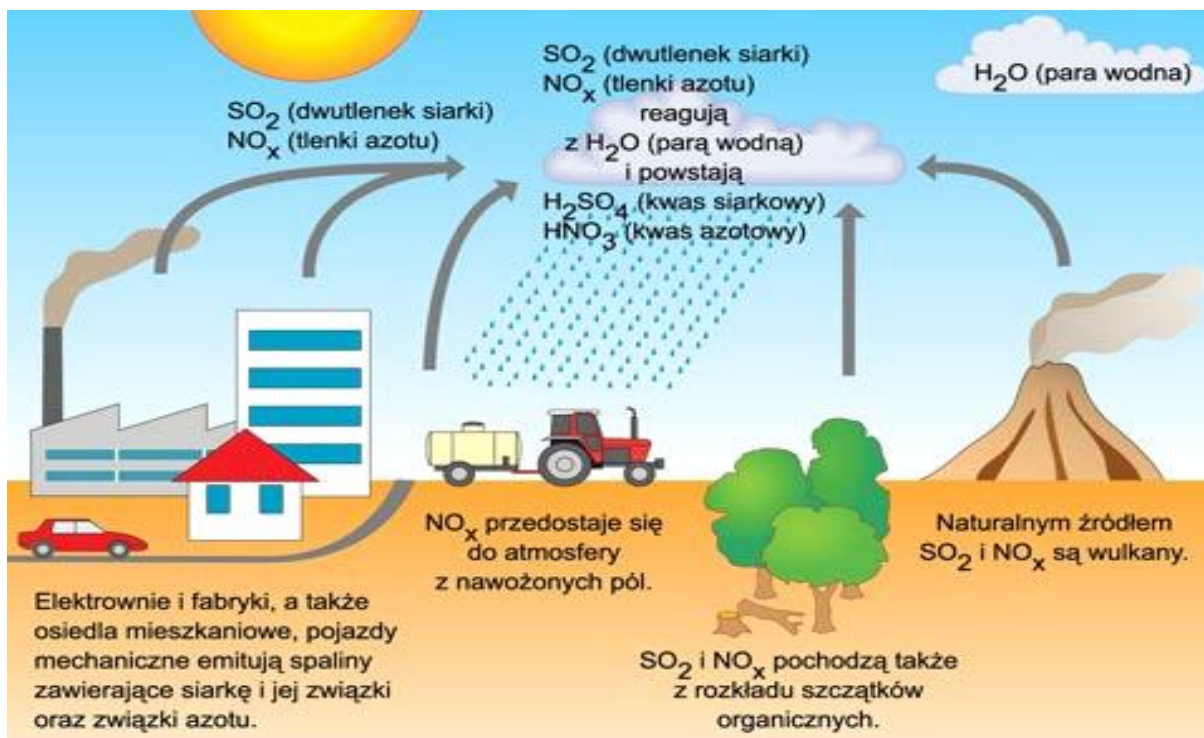 SO₂ (dwutlenek siarki)
NOₓ (tlenki azotu)
SO₂ (dwutlenek siarki)
NOₓ (tlenki azotu)
reagują
z H₂O (parą wodną)
i powstają
H₂SO₄ (kwas siarkowy)
HNO₃ (kwas azotowy)
H₂O (para wodna)
Elektrownie i fabryki, a także
osiedla mieszkaniowe, pojazdy
mechaniczne emitują spaliny
zawierające siarkę i jej związki
oraz związki azotu.
NOₓ przedostaje się
do atmosfery
z nawożonych pól.
SO₂ i NOₓ pochodzą także
z rozkładu szczątków
organicznych.
Naturalnym źródłem
SO₂ i NOₓ są wulkany.